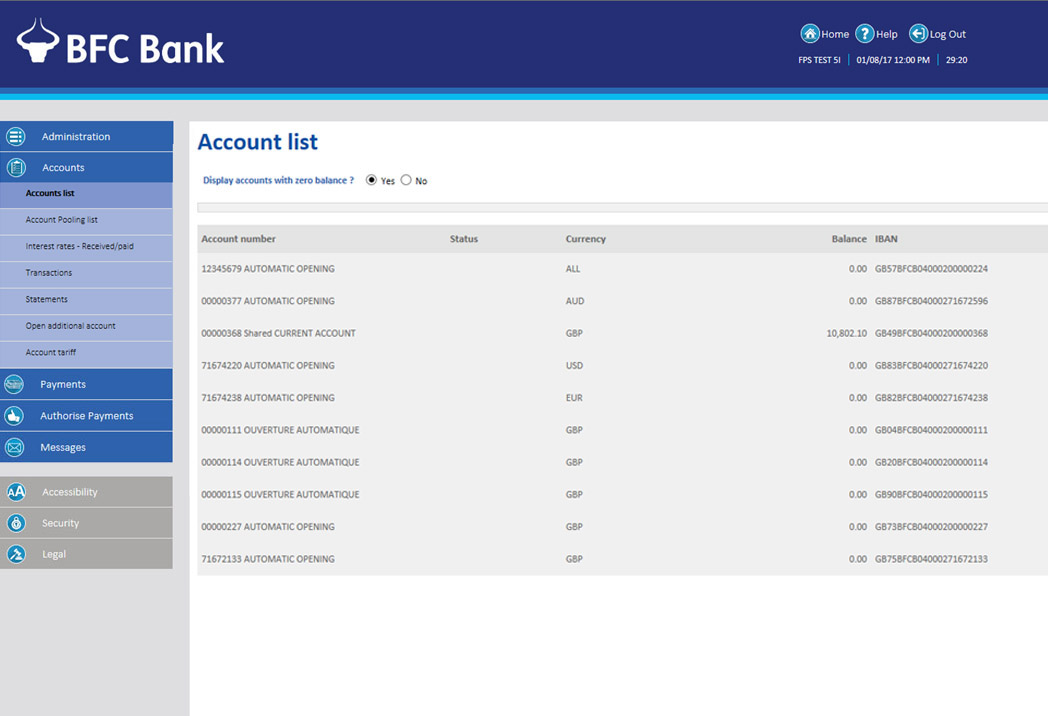 BFC Bank
Home Help Log Out
FPS TEST 5I 01/08/17 12:00 PM 29:20
Administration
Accounts
Accounts list
Account Pooling list
Interest rates - Received/paid
Transactions
Statements
Open additional account
Account tariff
Payments
Authorise Payments
Messages
AA Accessibility
Security
Legal
Account list
Display accounts with zero balance ? Yes No
Account number Status Currency Balance IBAN
12345679 AUTOMATIC OPENING ALL 0.00 GB57BFCB04000200000224
00000377 AUTOMATIC OPENING AUD 0.00 GB87BFCB04000271672596
00000368 Shared CURRENT ACCOUNT GBP 10,802.10 GB49BFCB04000200000368
71674220 AUTOMATIC OPENING USD 0.00 GB83BFCB04000271674220
71674238 AUTOMATIC OPENING EUR 0.00 GB82BFCB04000271674238
00000111 OUVERTURE AUTOMATIQUE GBP 0.00 GB04BFCB04000200000111
00000114 OUVERTURE AUTOMATIQUE GBP 0.00 GB20BFCB04000200000114
00000115 OUVERTURE AUTOMATIQUE GBP 0.00 GB90BFCB04000200000115
00000227 AUTOMATIC OPENING GBP 0.00 GB73BFCB04000200000227
71672133 AUTOMATIC OPENING GBP 0.00 GB75BFCB04000271672133